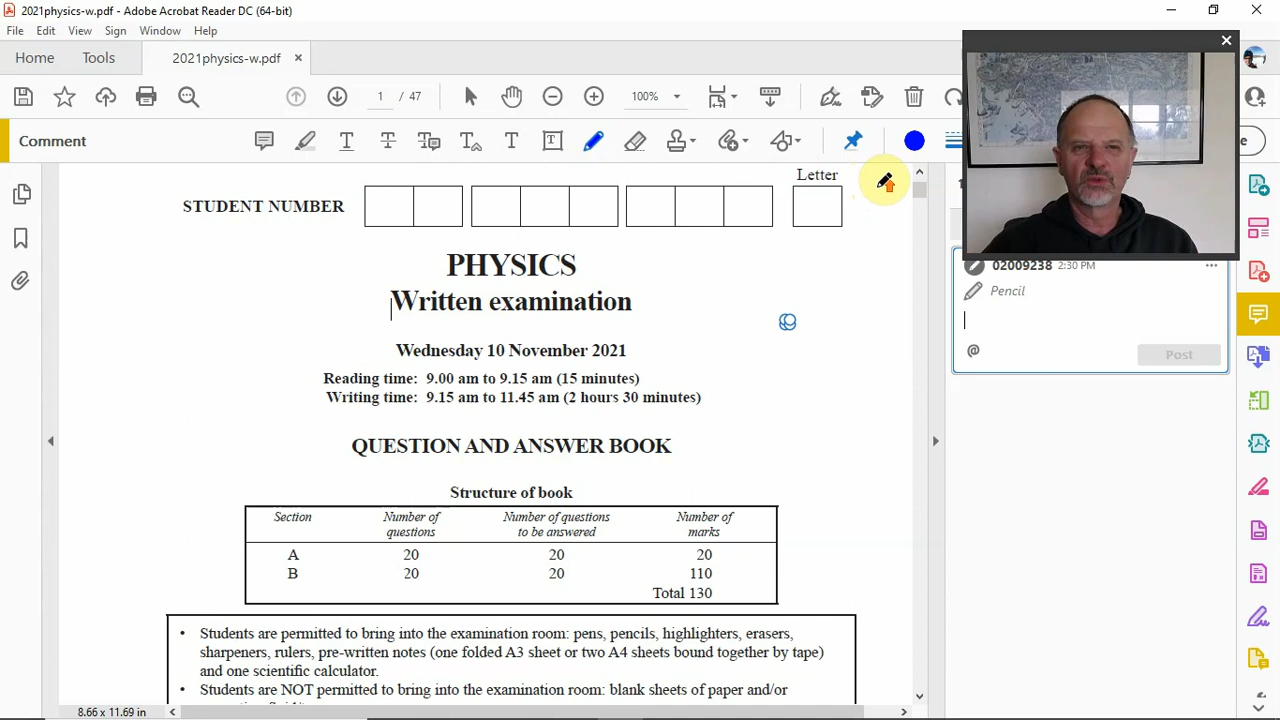 2021physics-w.pdf - Adobe Acrobat Reader DC (64-bit)
File Edit View Sign Window Help
Home Tools 2021physics-w.pdf ×
1 / 47 100%
Comment
Letter
STUDENT NUMBER
PHYSICS
Written examination
Wednesday 10 November 2021
Reading time: 9.00 am to 9.15 am (15 minutes)
Writing time: 9.15 am to 11.45 am (2 hours 30 minutes)
QUESTION AND ANSWER BOOK
Structure of book
Section Number of questions Number of questions to be answered Number of marks
A 20 20 20
B 20 20 110
Total 130
• Students are permitted to bring into the examination room: pens, pencils, highlighters, erasers,
sharpeners, rulers, pre-written notes (one folded A3 sheet or two A4 sheets bound together by tape)
and one scientific calculator.
• Students are NOT permitted to bring into the examination room: blank sheets of paper and/or
8.66 x 11.69 in
02009238 2:30 PM
Pencil
@ Post